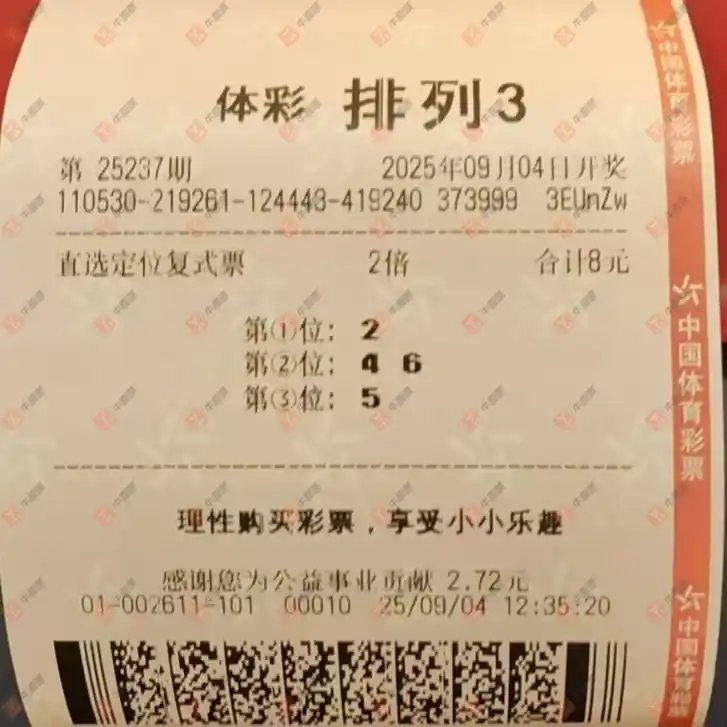 体彩 排列3
第 25237期 2025年09月04日开奖
110530-219261-124443-419240 373999 3EUnZw
直选定位复式票 2倍 合计8元
第①位: 2
第②位: 4 6
第③位: 5
理性购买彩票，享受小小乐趣
感谢您为公益事业贡献 2.72元
01-002611-101 00010 25/09/04 12:35:20
中国体育彩票
中国体育彩票
中国体育彩票